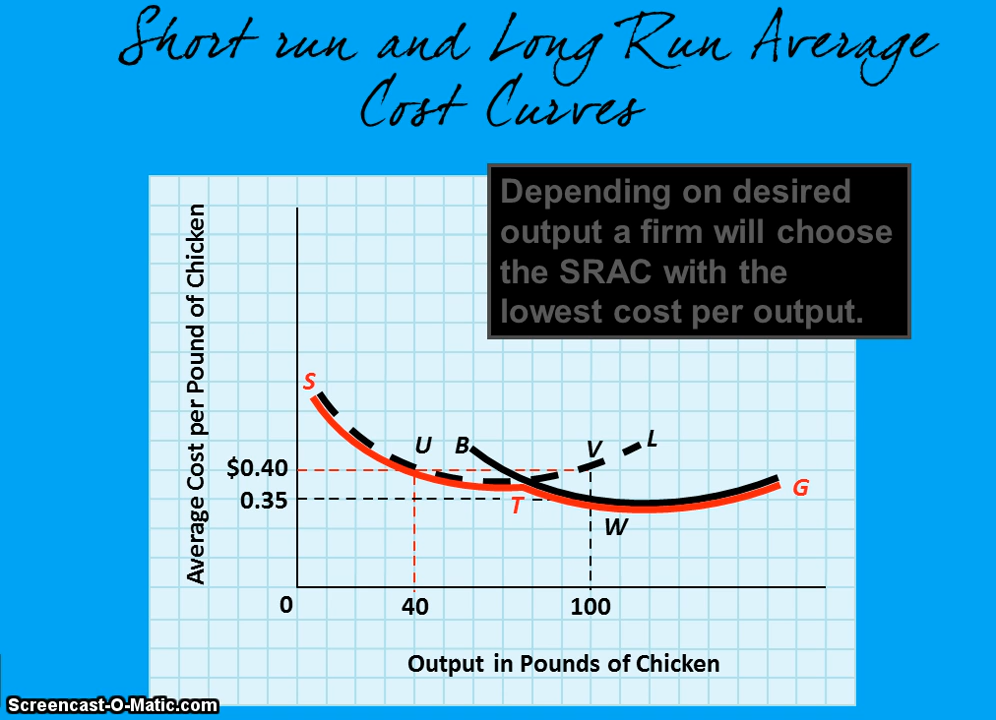 Short run and Long Run Average
Cost Curves
Depending on desired
output a firm will choose
the SRAC with the
lowest cost per output.
Average Cost per Pound of Chicken
S
U
B
V
L
$0.40
0.35
T
W
G
0
40
100
Output in Pounds of Chicken
Screencast-O-Matic.com